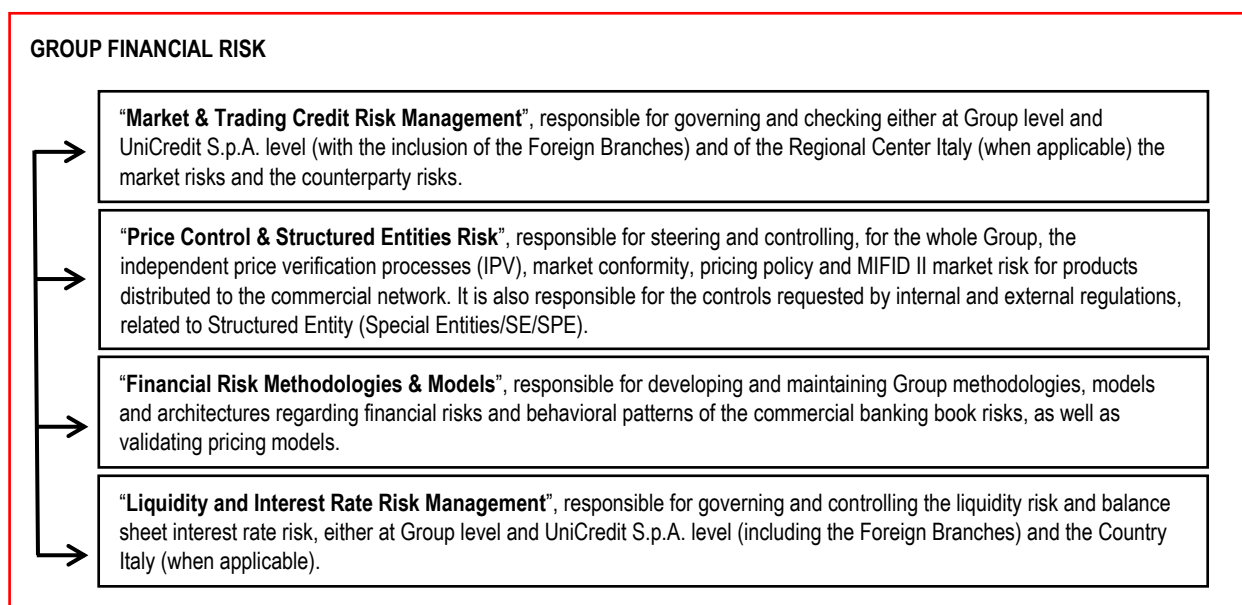 GROUP FINANCIAL RISK
“Market & Trading Credit Risk Management”, responsible for governing and checking either at Group level and
UniCredit S.p.A. level (with the inclusion of the Foreign Branches) and of the Regional Center Italy (when applicable) the
market risks and the counterparty risks.
“Price Control & Structured Entities Risk”, responsible for steering and controlling, for the whole Group, the
independent price verification processes (IPV), market conformity, pricing policy and MIFID II market risk for products
distributed to the commercial network. It is also responsible for the controls requested by internal and external regulations,
related to Structured Entity (Special Entities/SE/SPE).
“Financial Risk Methodologies & Models”, responsible for developing and maintaining Group methodologies, models
and architectures regarding financial risks and behavioral patterns of the commercial banking book risks, as well as
validating pricing models.
“Liquidity and Interest Rate Risk Management”, responsible for governing and controlling the liquidity risk and balance
sheet interest rate risk, either at Group level and UniCredit S.p.A. level (including the Foreign Branches) and the Country
Italy (when applicable).